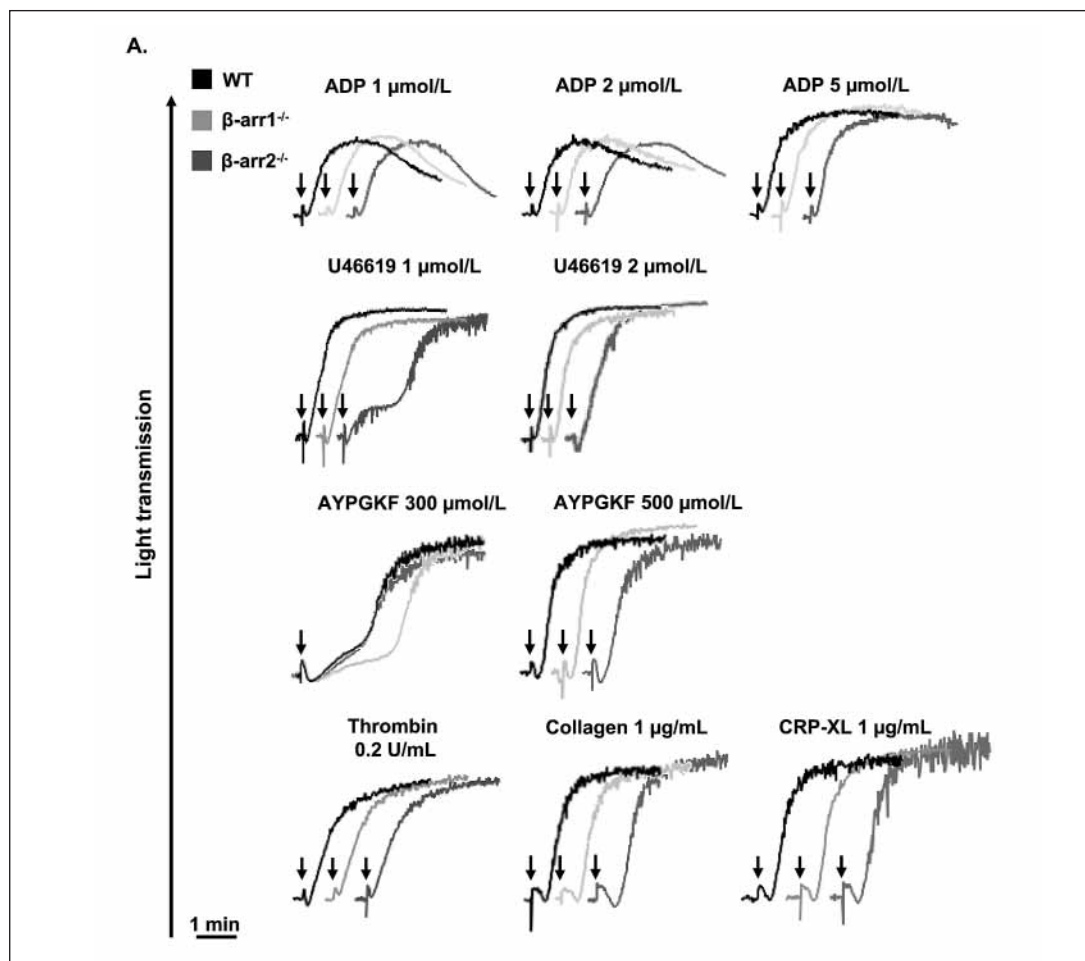 A.
WT
β-arr1-/-
β-arr2-/-
ADP 1 µmol/L
ADP 2 µmol/L
ADP 5 µmol/L
U46619 1 µmol/L
U46619 2 µmol/L
AYPGKF 300 µmol/L
AYPGKF 500 µmol/L
Thrombin
0.2 U/mL
Collagen 1 µg/mL
CRP-XL 1 µg/mL
Light transmission
1 min